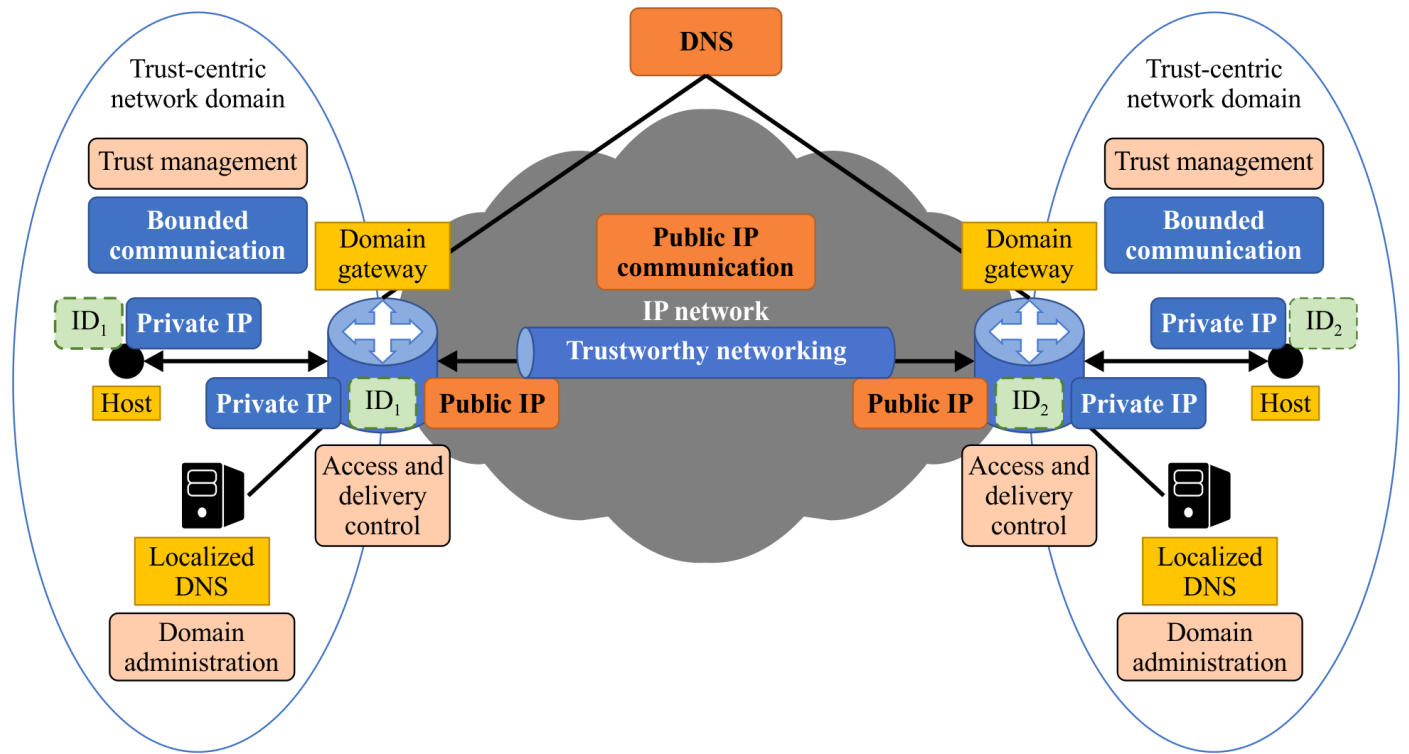 DNS
Trust-centric
network domain
Trust management
Bounded
communication
Domain
gateway
ID₁
Private IP
Host
Private IP
ID₁
Public IP
Access and
delivery
control
Localized
DNS
Domain
administration
Public IP
communication
IP network
Trustworthy networking
Trust-centric
network domain
Trust management
Bounded
communication
Domain
gateway
Private IP
ID₂
Host
Public IP
ID₂
Private IP
Access and
delivery
control
Localized
DNS
Domain
administration